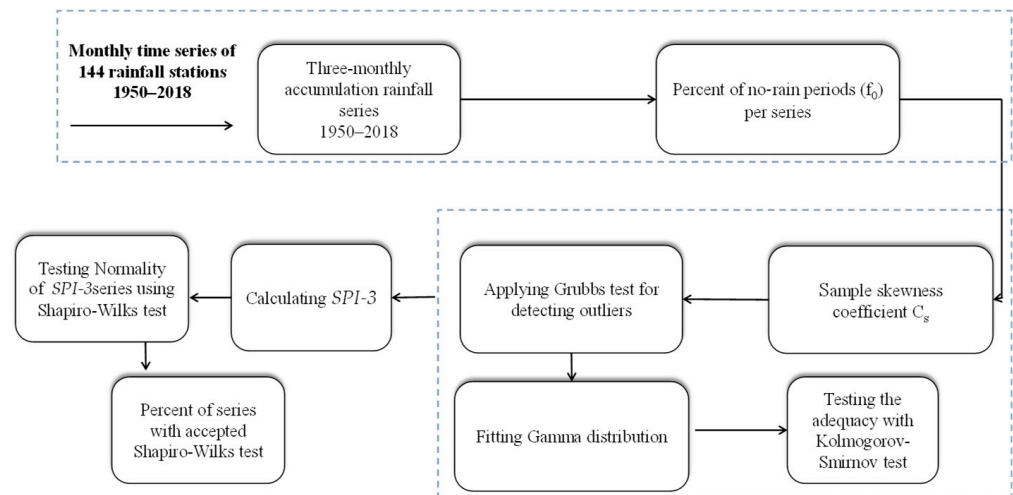 Monthly time series of
144 rainfall stations
1950–2018
Three-monthly
accumulation rainfall
series
1950–2018
Percent of no-rain periods (f0)
per series
Sample skewness
coefficient Cs
Applying Grubbs test for
detecting outliers
Fitting Gamma distribution
Testing the
adequacy with
Kolmogorov-
Smirnov test
Calculating SPI-3
Testing Normality
of SPI-3series using
Shapiro-Wilks test
Percent of series
with accepted
Shapiro-Wilks test